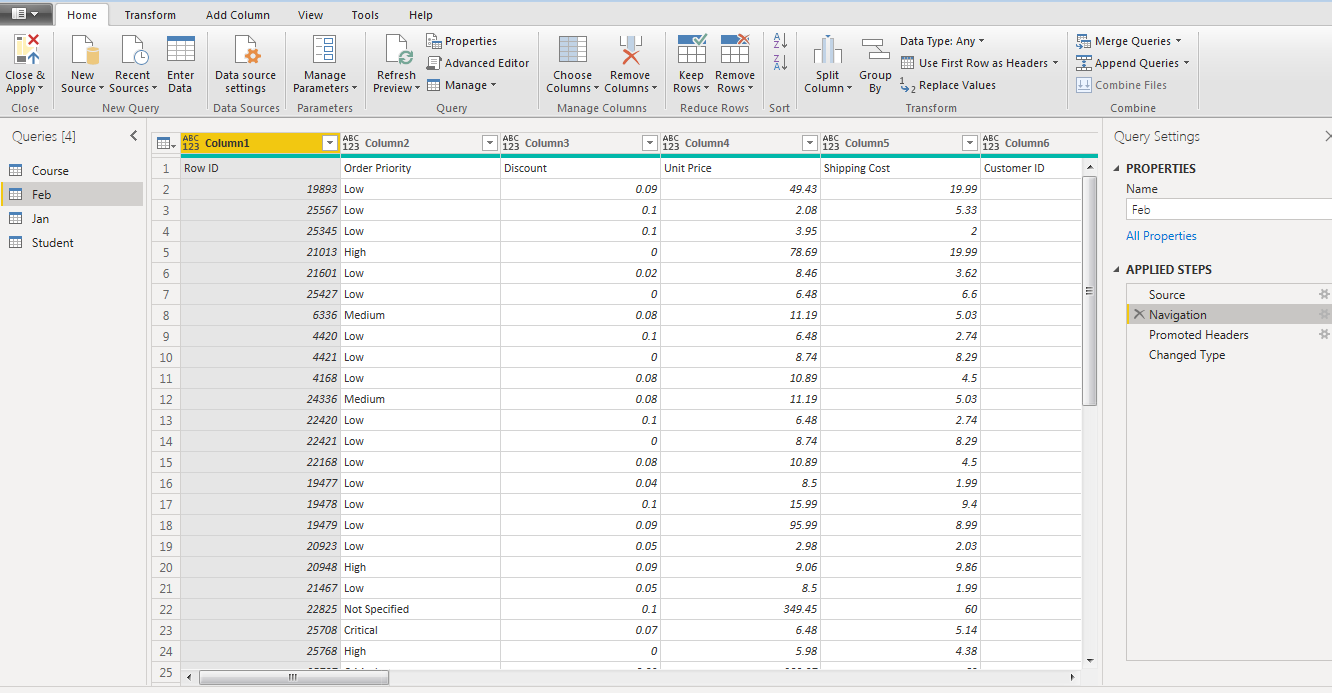 Home Transform Add Column View Tools Help
Close & Apply New Source Recent Sources Enter Data Data source settings Manage Parameters Refresh Preview Properties Advanced Editor Manage Choose Columns Remove Columns Keep Rows Remove Rows A Z Z A Split Column Group By Data Type: Any Use First Row as Headers 1 2 Replace Values Merge Queries Append Queries Combine Files
Close New Query Data Sources Parameters Query Manage Columns Reduce Rows Sort Transform Combine
Queries [4]
Course
Feb
Jan
Student
ABC 123 Column1 ABC 123 Column2 ABC 123 Column3 ABC 123 Column4 ABC 123 Column5 ABC 123 Column6
1 Row ID Order Priority Discount Unit Price Shipping Cost Customer ID
2 19893 Low 0.09 49.43 19.99
3 25567 Low 0.1 2.08 5.33
4 25345 Low 0.1 3.95 2
5 21013 High 0 78.69 19.99
6 21601 Low 0.02 8.46 3.62
7 25427 Low 0 6.48 6.6
8 6336 Medium 0.08 11.19 5.03
9 4420 Low 0.1 6.48 2.74
10 4421 Low 0 8.74 8.29
11 4168 Low 0.08 10.89 4.5
12 24336 Medium 0.08 11.19 5.03
13 22420 Low 0.1 6.48 2.74
14 22421 Low 0 8.74 8.29
15 22168 Low 0.08 10.89 4.5
16 19477 Low 0.04 8.5 1.99
17 19478 Low 0.1 15.99 9.4
18 19479 Low 0.09 95.99 8.99
19 20923 Low 0.05 2.98 2.03
20 20948 High 0.09 9.06 9.86
21 21467 Low 0.05 8.5 1.99
22 22825 Not Specified 0.1 349.45 60
23 25708 Critical 0.07 6.48 5.14
24 25768 High 0 5.98 4.38
25
Query Settings
PROPERTIES
Name
Feb
All Properties
APPLIED STEPS
Source
Navigation
Promoted Headers
Changed Type